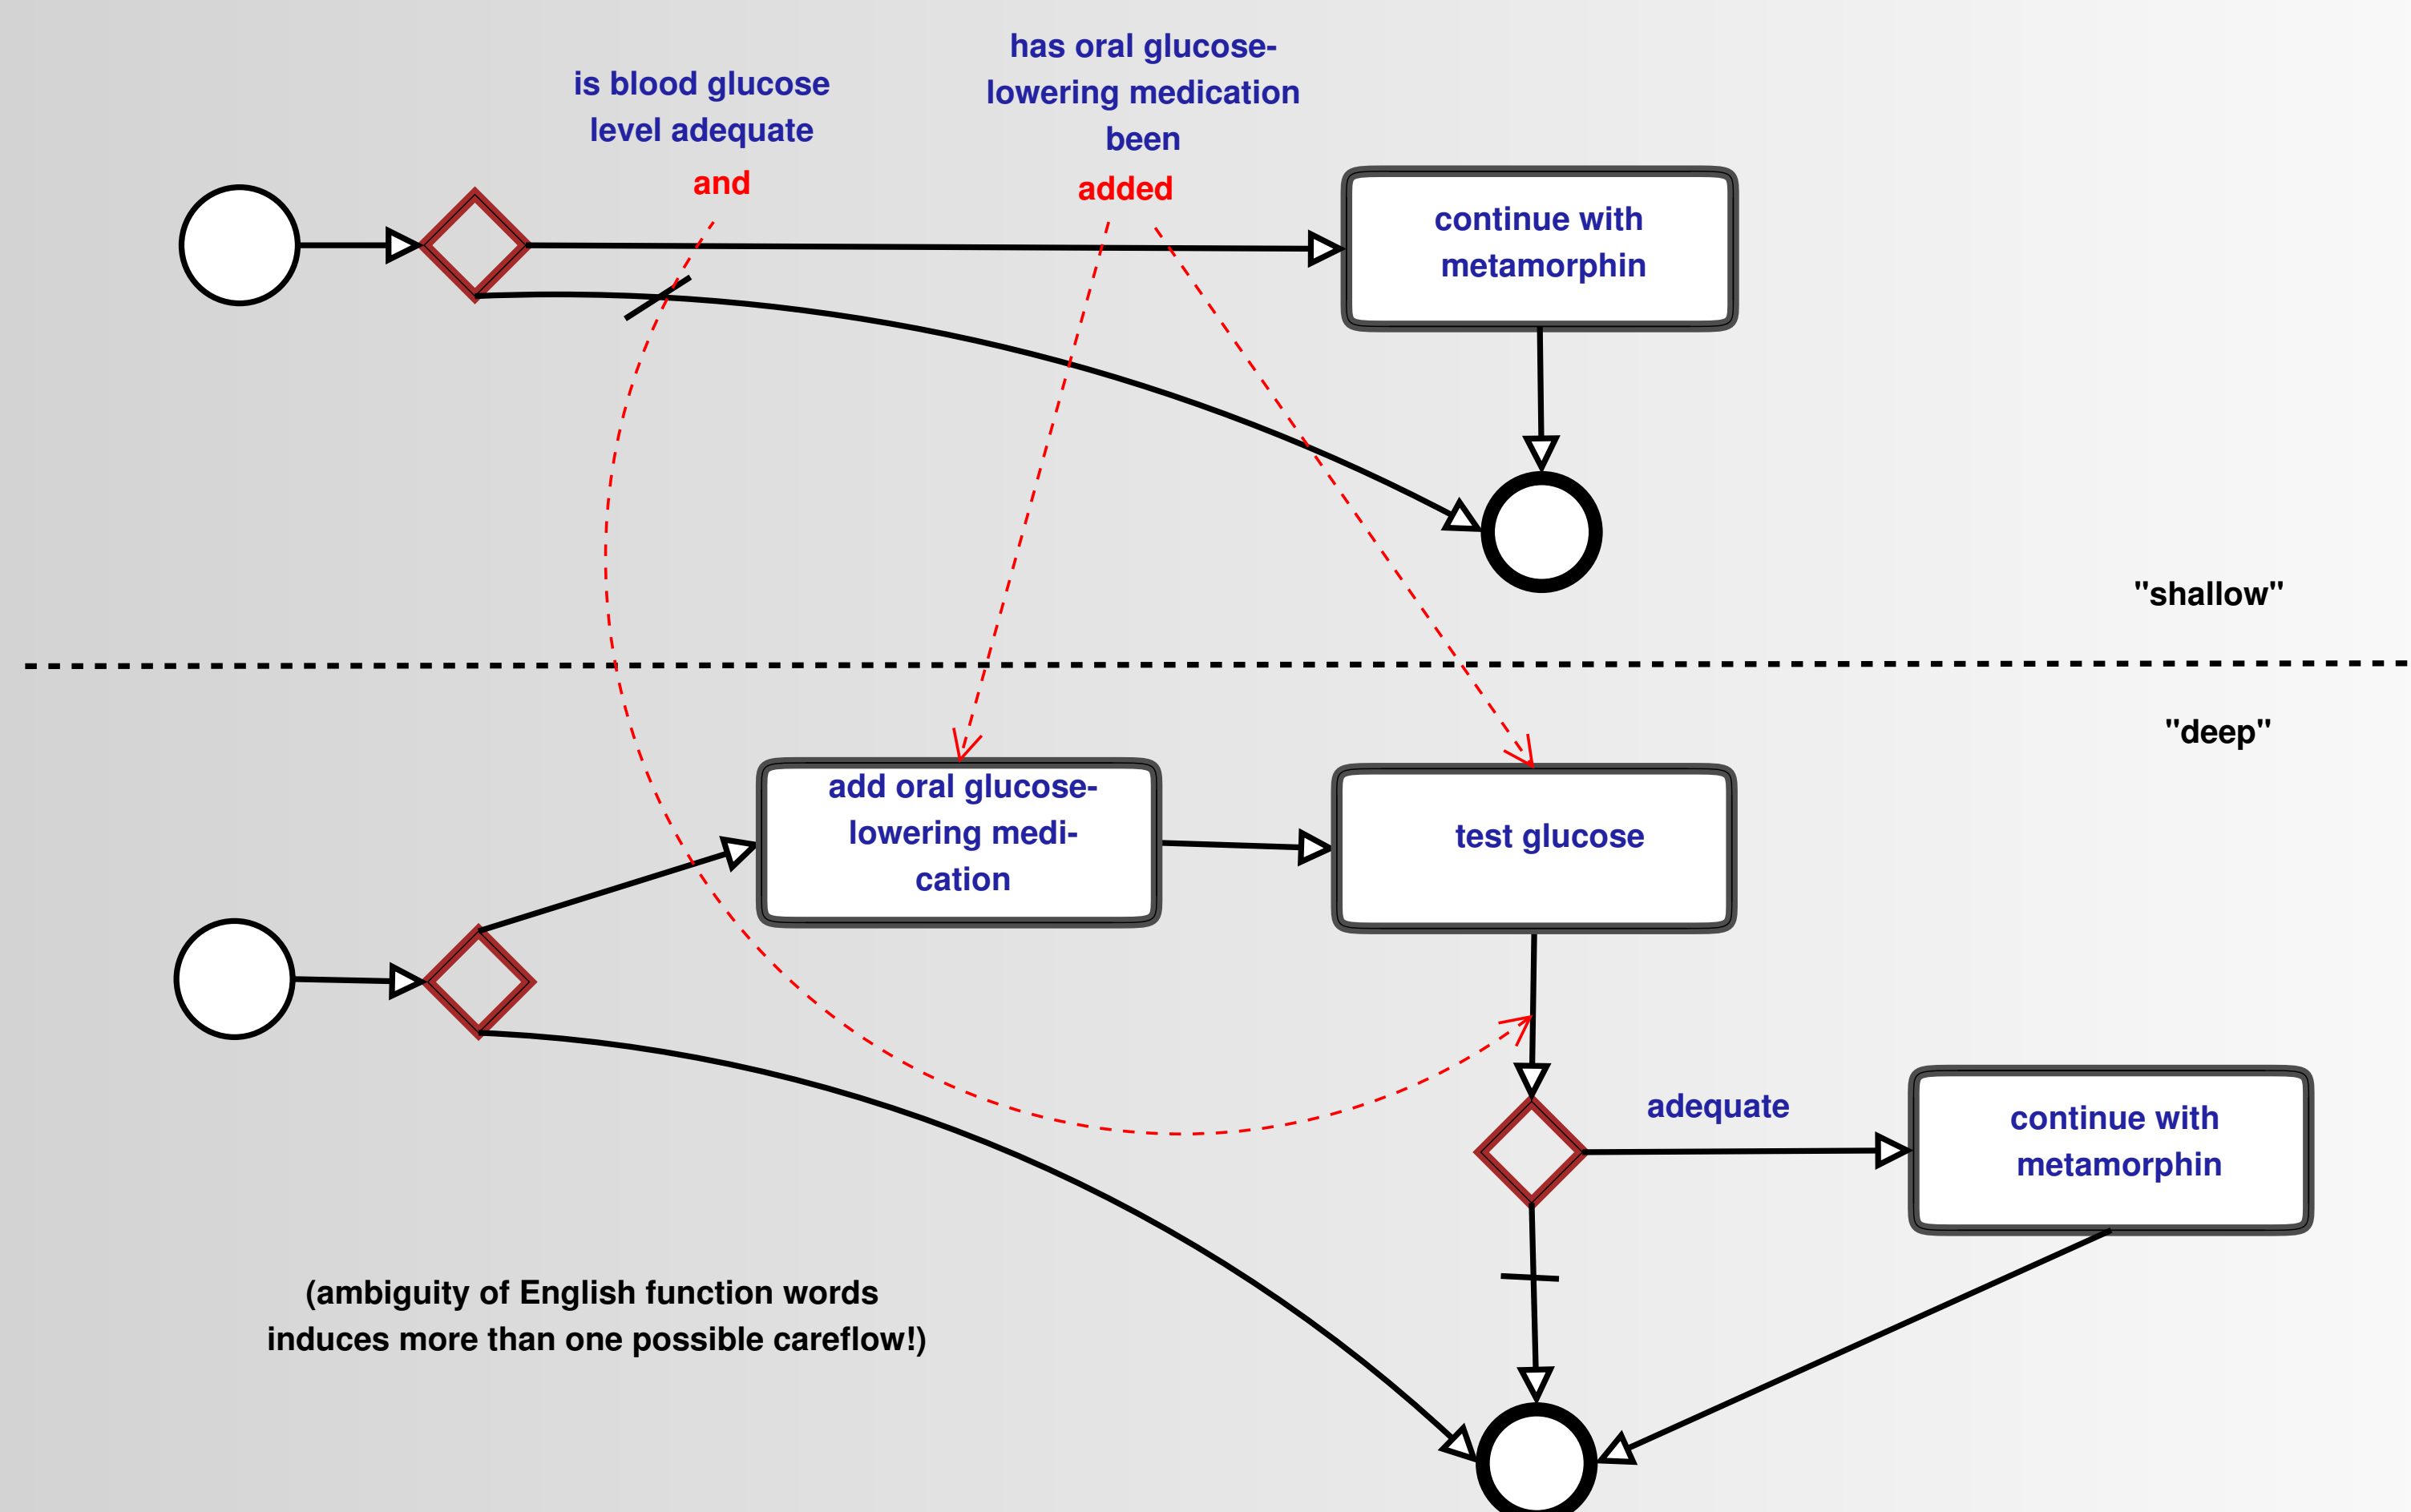 is blood glucose
level adequate
and
has oral glucose-
lowering medication
been
added
continue with
metamorphin
"shallow"
"deep"
add oral glucose-
lowering medi-
cation
test glucose
adequate
continue with
metamorphin
(ambiguity of English function words
induces more than one possible careflow!)